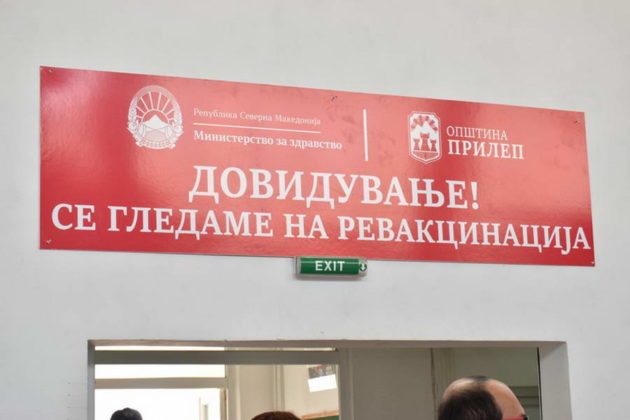 Република Северна Македонија
Министерство за здравство
ОПШТИНА
ПРИЛЕП
ДОВИДУВАЊЕ!
СЕ ГЛЕДАМЕ НА РЕВАКЦИНАЦИЈА
EXIT